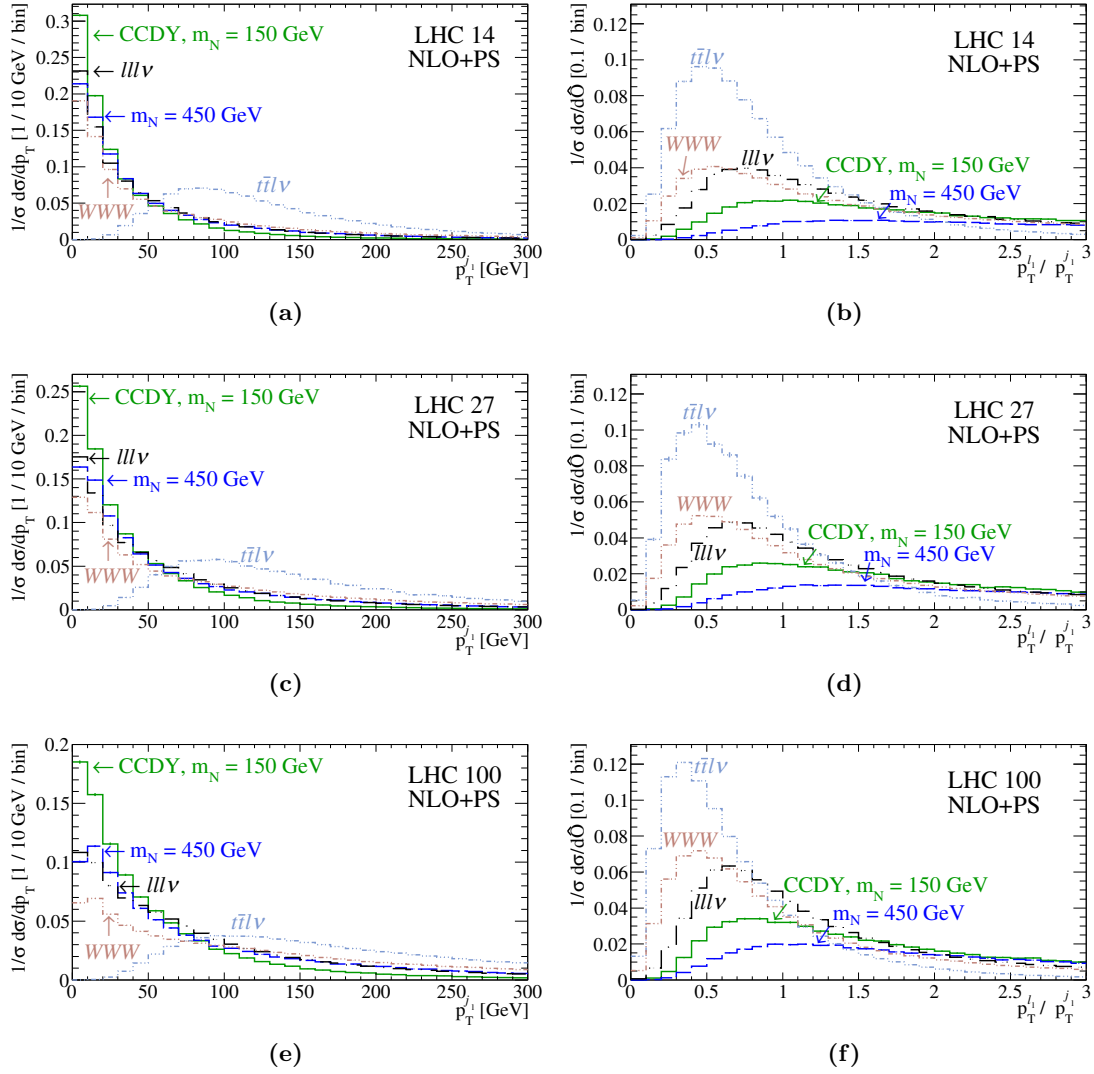 1/σ dσ/dp_T [1 / 10 GeV / bin]
0.3
0.25
0.2
0.15
0.1
0.05
0
CCDY, m_N = 150 GeV
lllν
m_N = 450 GeV
WWW
tt̄lν
LHC 14
NLO+PS
0 50 100 150 200 250 300
p_T^{j_1} [GeV]
(a)
1/σ dσ/dÔ [0.1 / bin]
0.12
0.1
0.08
0.06
0.04
0.02
0
tt̄lν
WWW
lllν
CCDY, m_N = 150 GeV
m_N = 450 GeV
LHC 14
NLO+PS
0 0.5 1 1.5 2 2.5 3
p_T^{l_1} / p_T^{j_1}
(b)
1/σ dσ/dp_T [1 / 10 GeV / bin]
0.25
0.2
0.15
0.1
0.05
0
CCDY, m_N = 150 GeV
lllν
m_N = 450 GeV
WWW
tt̄lν
LHC 27
NLO+PS
0 50 100 150 200 250 300
p_T^{j_1} [GeV]
(c)
1/σ dσ/dÔ [0.1 / bin]
0.12
0.1
0.08
0.06
0.04
0.02
0
tt̄lν
WWW
lllν
CCDY, m_N = 150 GeV
m_N = 450 GeV
LHC 27
NLO+PS
0 0.5 1 1.5 2 2.5 3
p_T^{l_1} / p_T^{j_1}
(d)
1/σ dσ/dp_T [1 / 10 GeV / bin]
0.2
0.15
0.1
0.05
0
CCDY, m_N = 150 GeV
m_N = 450 GeV
lllν
WWW
tt̄lν
LHC 100
NLO+PS
0 50 100 150 200 250 300
p_T^{j_1} [GeV]
(e)
1/σ dσ/dÔ [0.1 / bin]
0.12
0.1
0.08
0.06
0.04
0.02
0
tt̄lν
WWW
lllν
CCDY, m_N = 150 GeV
m_N = 450 GeV
LHC 100
NLO+PS
0 0.5 1 1.5 2 2.5 3
p_T^{l_1} / p_T^{j_1}
(f)